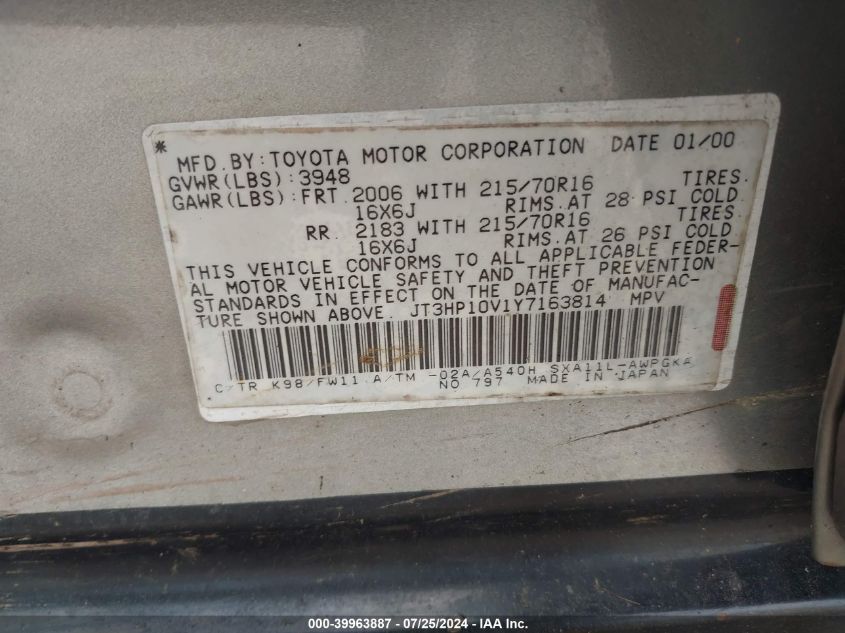 * MFD. BY: TOYOTA MOTOR CORPORATION DATE 01/00
GVWR(LBS): 3948
GAWR(LBS): FRT. 2006 WITH 215/70R16 TIRES.
16X6J RIMS. AT 28 PSI COLD
RR. 2183 WITH 215/70R16 TIRES.
16X6J RIMS. AT 26 PSI COLD
THIS VEHICLE CONFORMS TO ALL APPLICABLE FEDER-
AL MOTOR VEHICLE SAFETY AND THEFT PREVENTION
STANDARDS IN EFFECT ON THE DATE OF MANUFAC-
TURE SHOWN ABOVE. JT3HP10V1Y7163814 MPV
C/TR K98/FW11 A/TM -02A/A540H SXA11L-AWPGKA
NO 797 MADE IN JAPAN
000-39963887 / 07/25/2024 - IAA Inc.